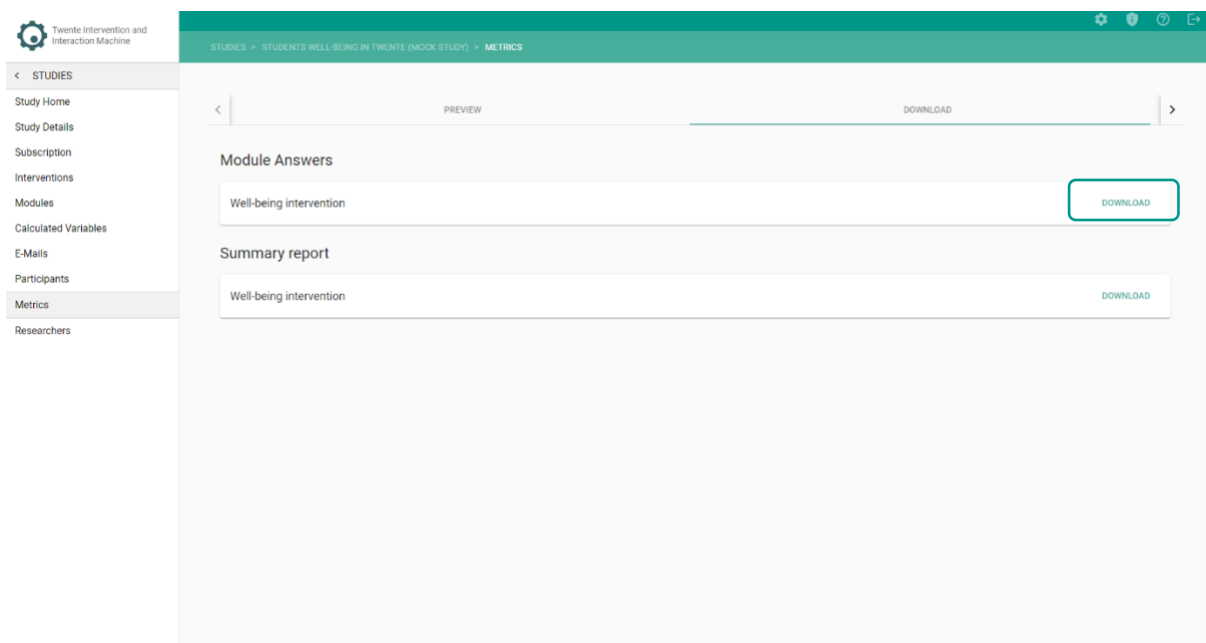 Twente Intervention and
Interaction Machine
STUDIES > STUDENTS WELL-BEING IN TWENTE (MOCK STUDY) > METRICS
< STUDIES
Study Home
Study Details
Subscription
Interventions
Modules
Calculated Variables
E-Mails
Participants
Metrics
Researchers
PREVIEW
DOWNLOAD
Module Answers
Well-being intervention
DOWNLOAD
Summary report
Well-being intervention
DOWNLOAD